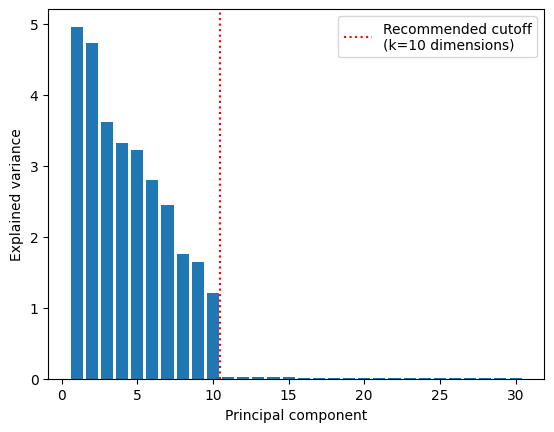 5
4
3
2
1
0
Explained variance
Recommended cutoff
(k=10 dimensions)
0 5 10 15 20 25 30
Principal component